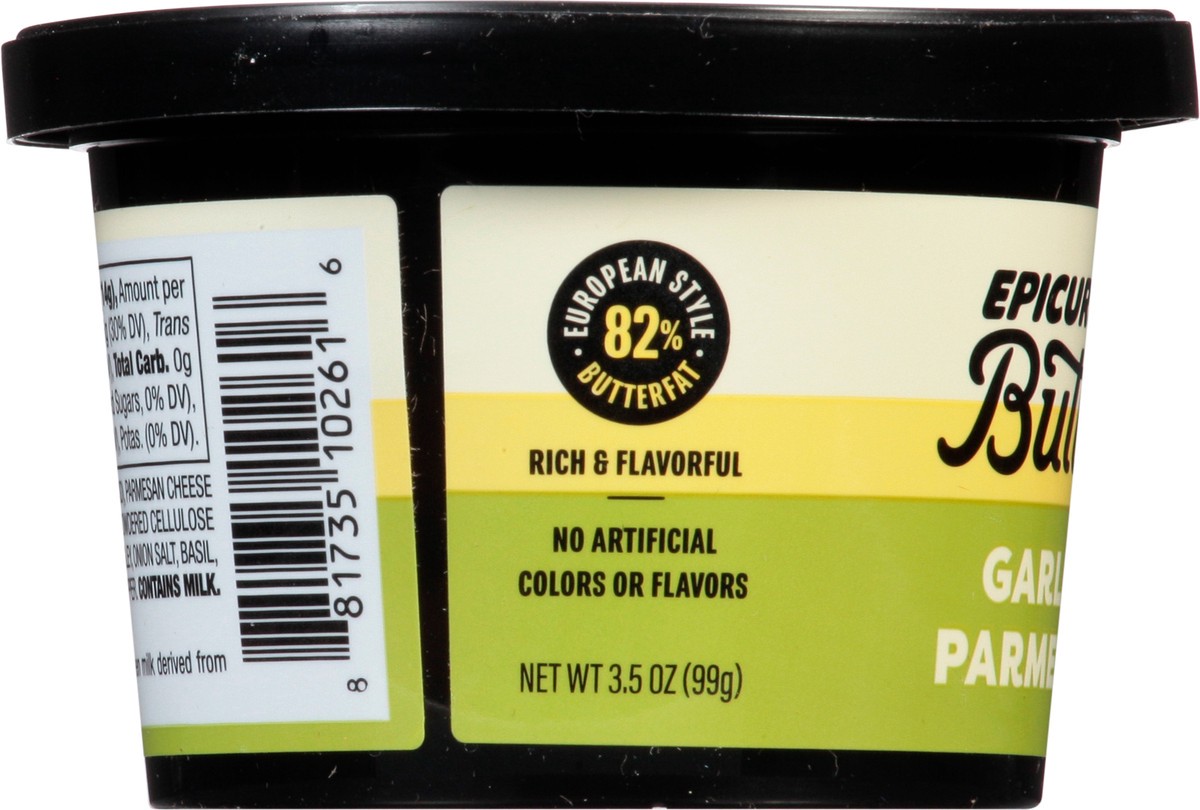 4g), Amount per
(30% DV), Trans
Total Carb. 0g
Sugars, 0% DV),
Potas. (0% DV).
PARMESAN CHEESE
CELLULOSE
ONION SALT, BASIL,
CONTAINS MILK.
milk derived from
8 81735 10261 6
EUROPEAN STYLE
82%
BUTTERFAT
RICH & FLAVORFUL
NO ARTIFICIAL
COLORS OR FLAVORS
NET WT 3.5 OZ (99g)
EPICUR
Butt
GARL
PARME